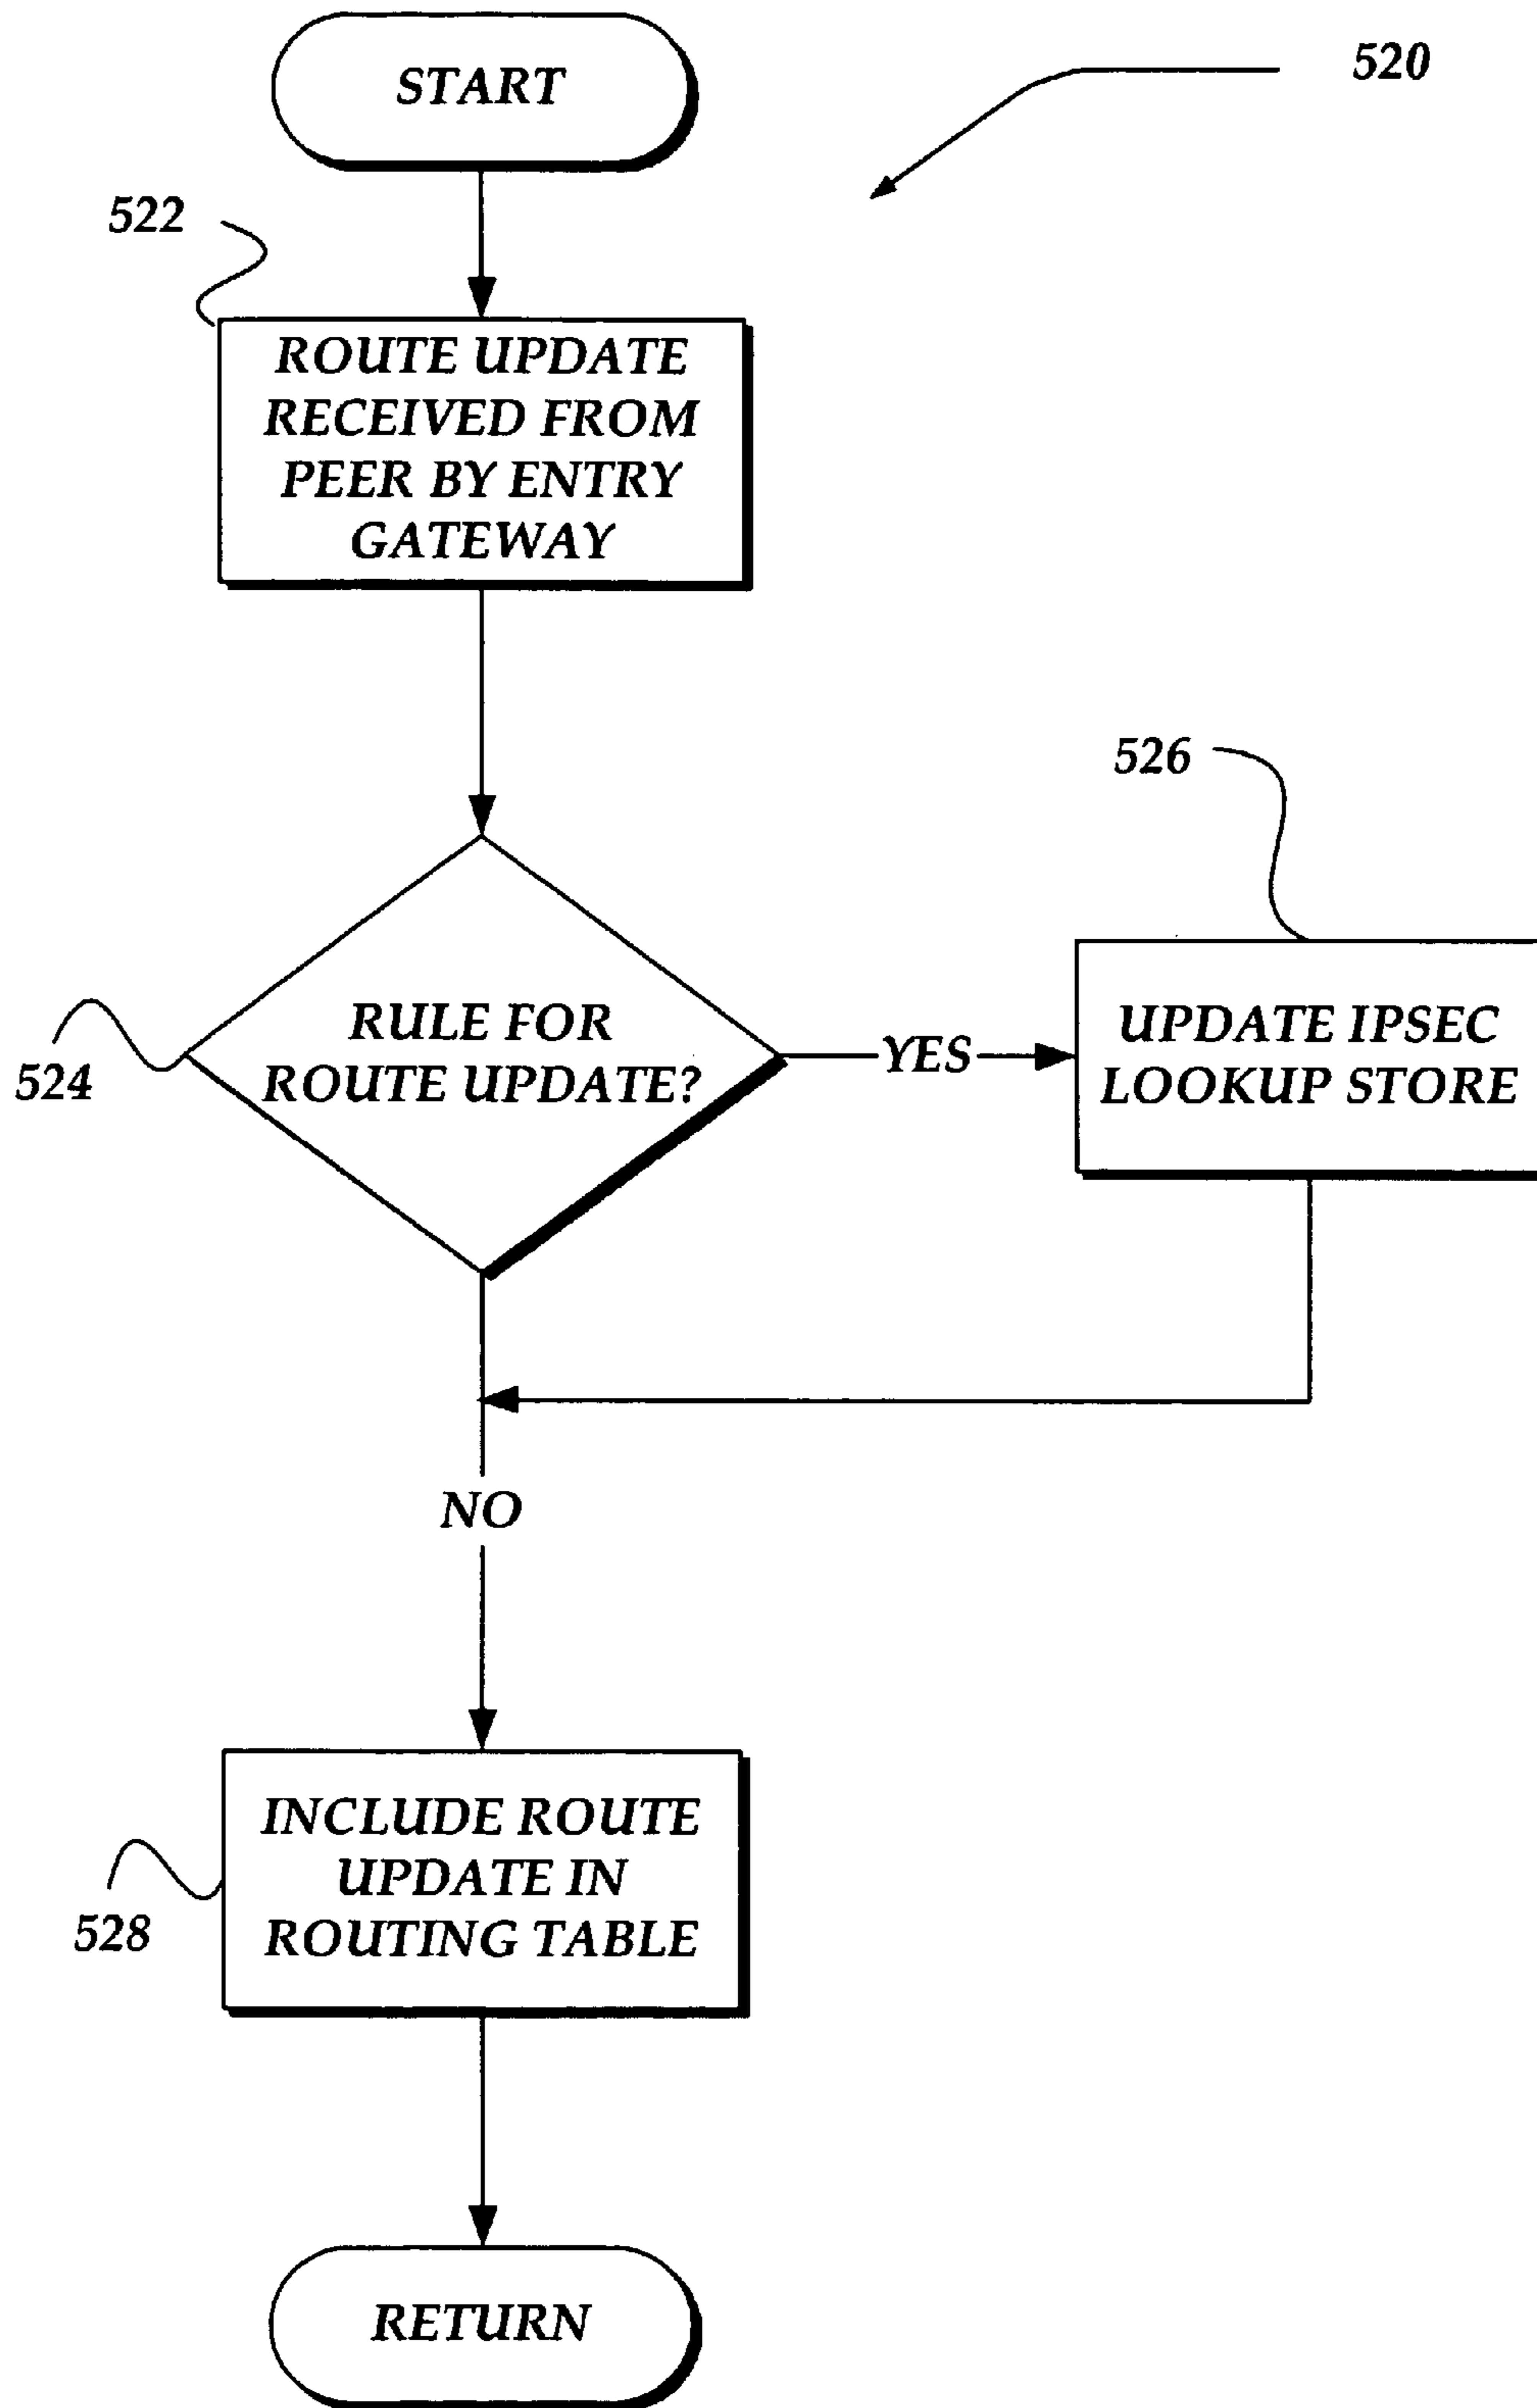 START
520
522
ROUTE UPDATE
RECEIVED FROM
PEER BY ENTRY
GATEWAY
526
RULE FOR
ROUTE UPDATE?
YES
UPDATE IPSEC
LOOKUP STORE
524
NO
INCLUDE ROUTE
UPDATE IN
ROUTING TABLE
528
RETURN